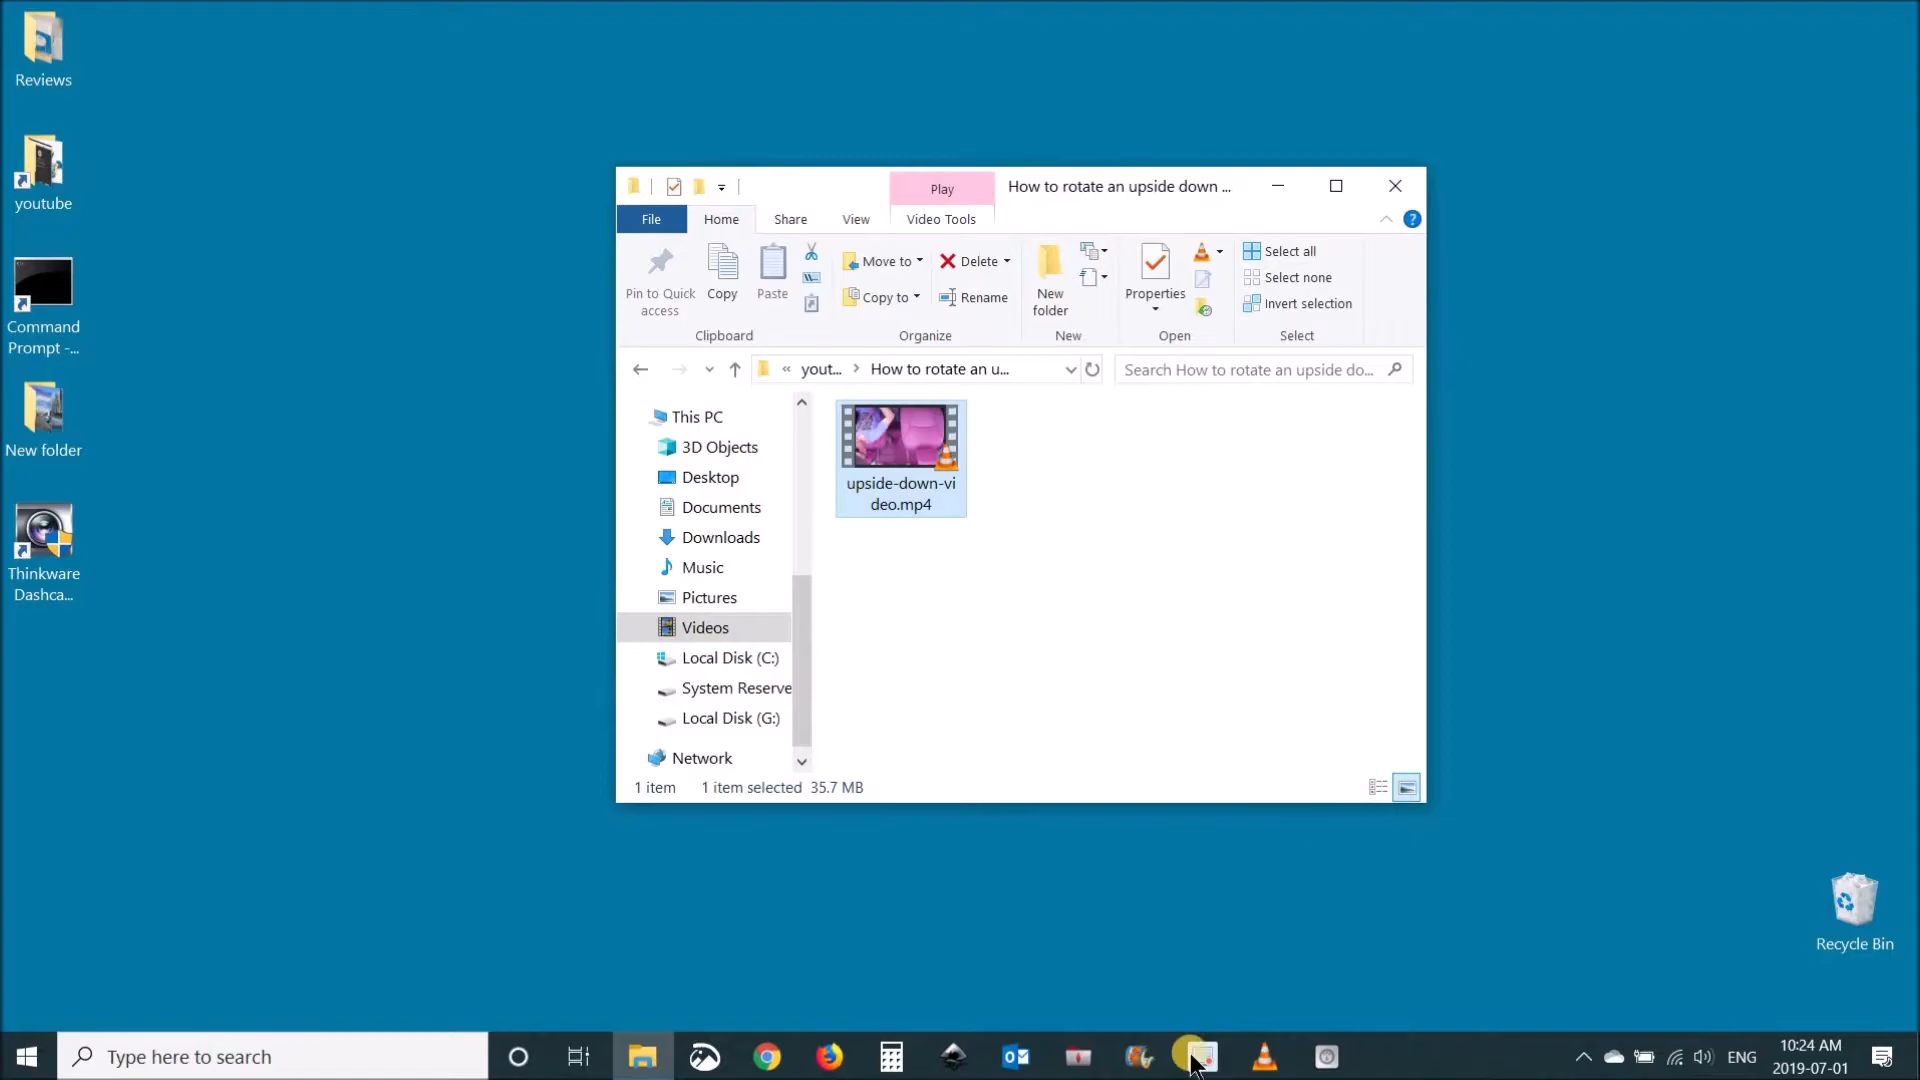 Reviews
youtube
Command
Prompt -...
New folder
Thinkware
Dashca...
Play
How to rotate an upside down ...
File
Home
Share
View
Video Tools
?
Pin to Quick
access
Copy
Paste
Clipboard
Move to
Copy to
Delete
Rename
Organize
New
folder
New
Properties
Open
Select all
Select none
Invert selection
Select
« yout... > How to rotate an u...
Search How to rotate an upside do...
This PC
3D Objects
Desktop
Documents
Downloads
Music
Pictures
Videos
Local Disk (C:)
System Reserve
Local Disk (G:)
Network
upside-down-vi
deo.mp4
1 item
1 item selected
35.7 MB
Recycle Bin
Type here to search
ENG
10:24 AM
2019-07-01